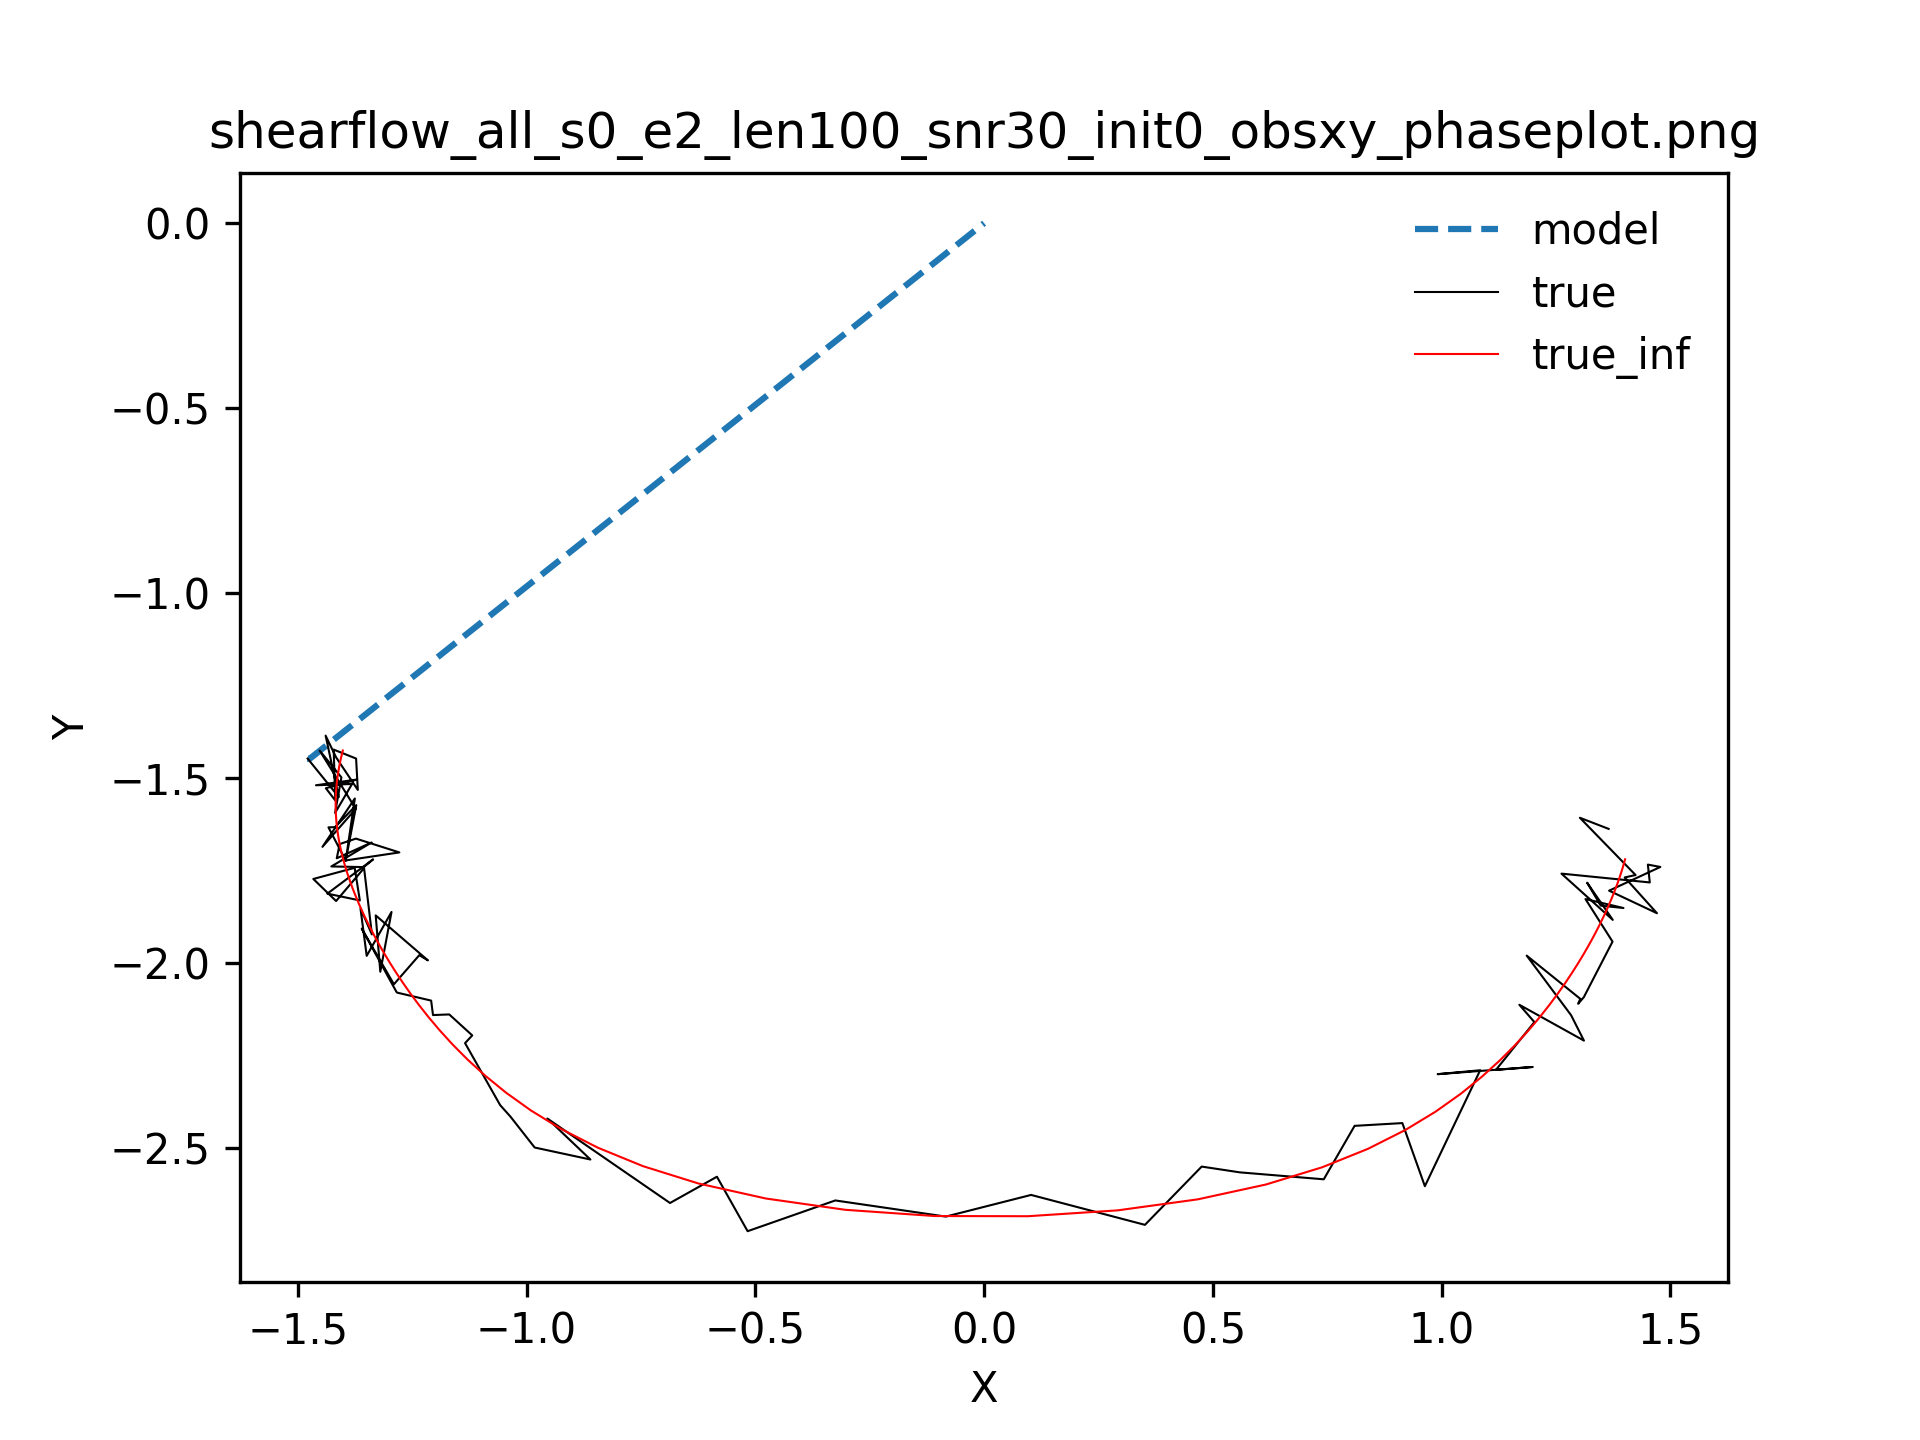 shearflow_all_s0_e2_len100_snr30_init0_obsxy_phaseplot.png
model
true
true_inf
0.0
−0.5
−1.0
−1.5
−2.0
−2.5
Y
−1.5 −1.0 −0.5 0.0 0.5 1.0 1.5
X